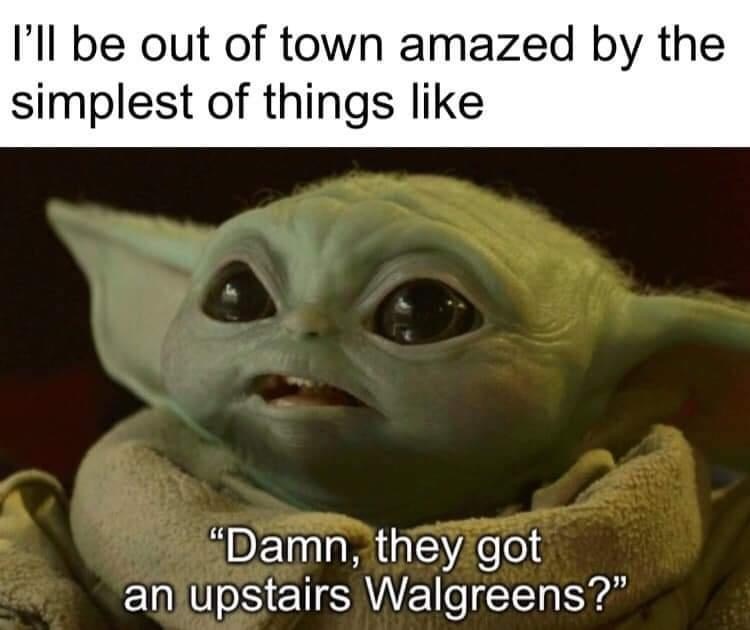 I’ll be out of town amazed by the
simplest of things like
“Damn, they got
an upstairs Walgreens?”